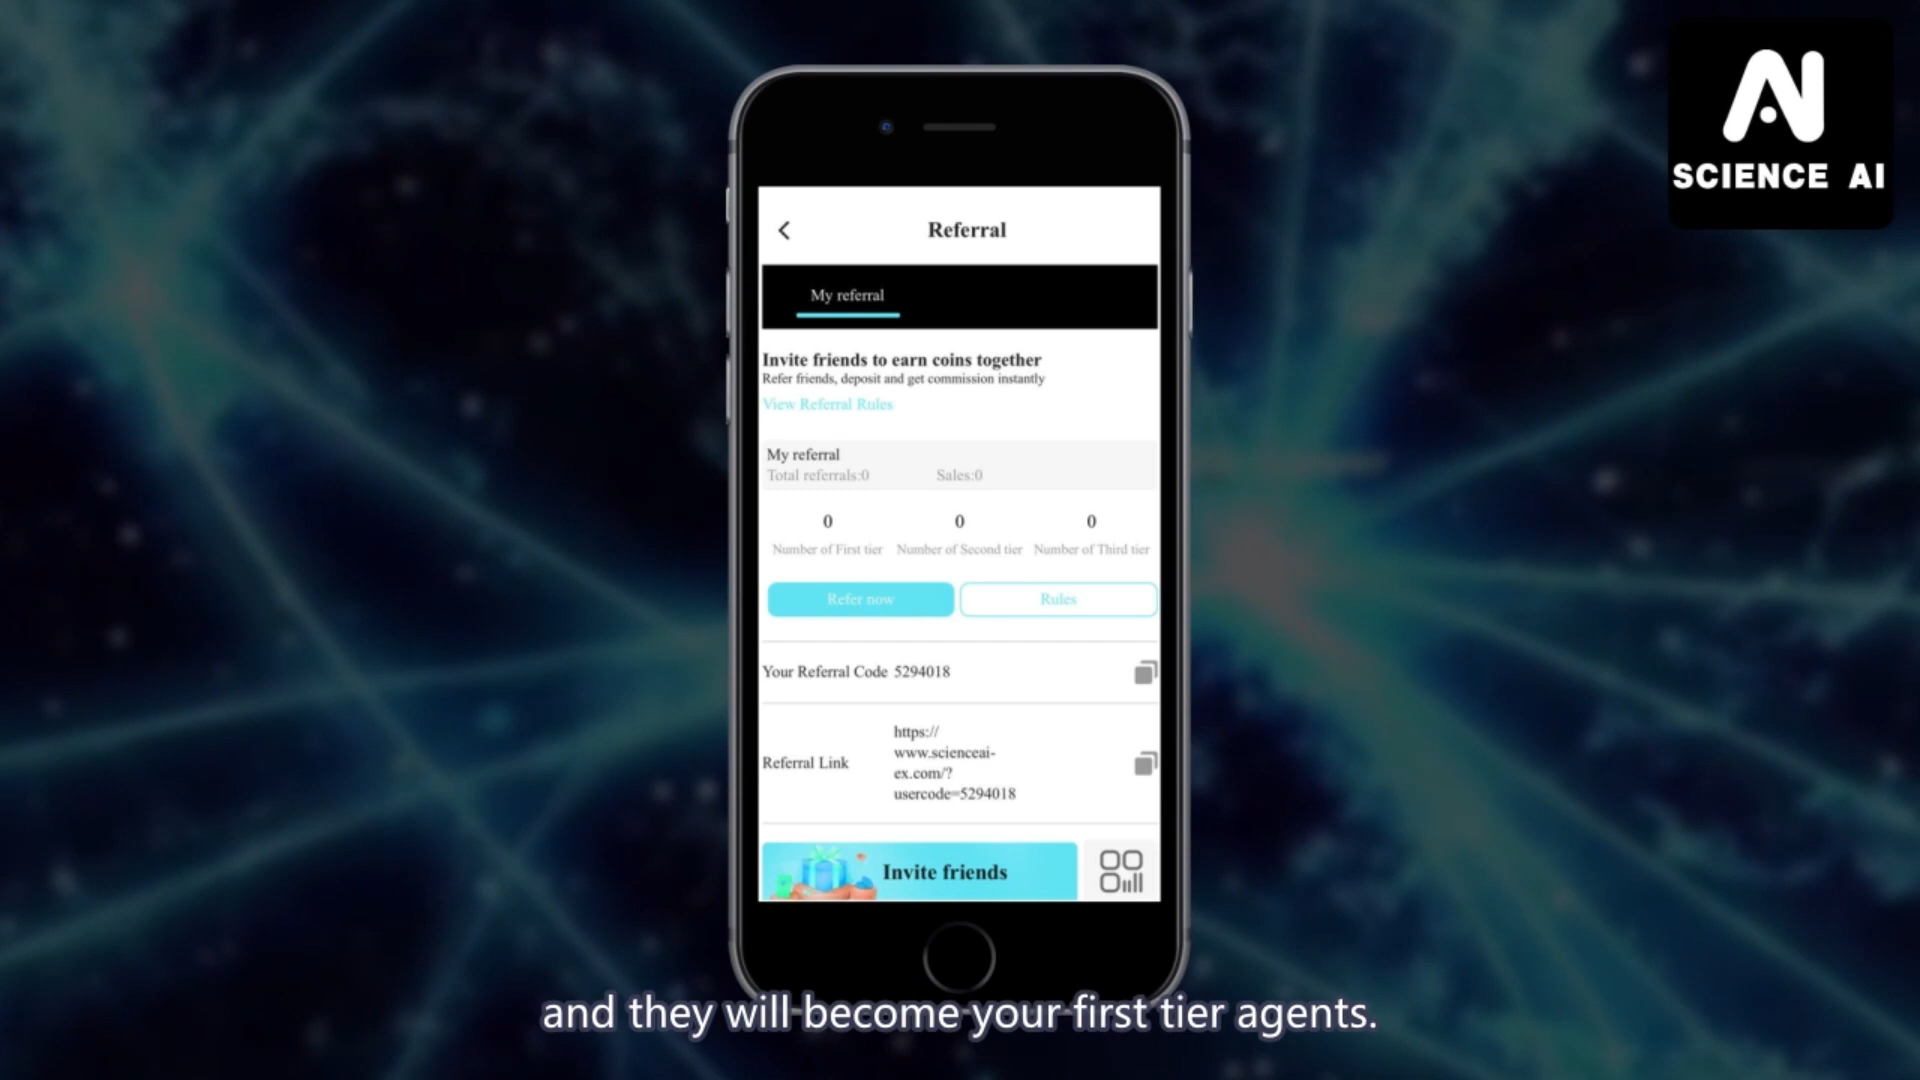 SCIENCE AI
Referral
My referral
Invite friends to earn coins together
Refer friends, deposit and get commission instantly
View Referral Rules
My referral
Total referrals:0 Sales:0
0 0 0
Number of First tier Number of Second tier Number of Third tier
Refer now Rules
Your Referral Code 5294018
Referral Link
https://
www.scienceai-
ex.com/?
usercode=5294018
Invite friends
and they will become your first tier agents.